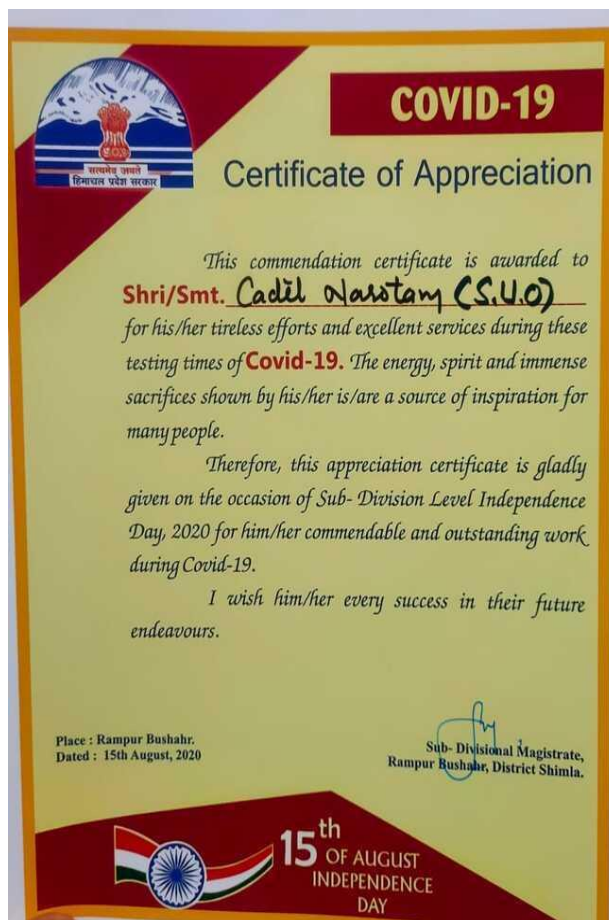 सत्यमेव जयते
हिमाचल प्रदेश सरकार
COVID-19
Certificate of Appreciation
This commendation certificate is awarded to
Shri/Smt. Cadil Narotam (S.U.O)
for his/her tireless efforts and excellent services during these
testing times of Covid-19. The energy, spirit and immense
sacrifices shown by his/her is/are a source of inspiration for
many people.
Therefore, this appreciation certificate is gladly
given on the occasion of Sub- Division Level Independence
Day, 2020 for him/her commendable and outstanding work
during Covid-19.
I wish him/her every success in their future
endeavours.
Place : Rampur Bushahr.
Dated : 15th August, 2020
Sub- Divisional Magistrate,
Rampur Bushahr, District Shimla.
15th
OF AUGUST
INDEPENDENCE
DAY